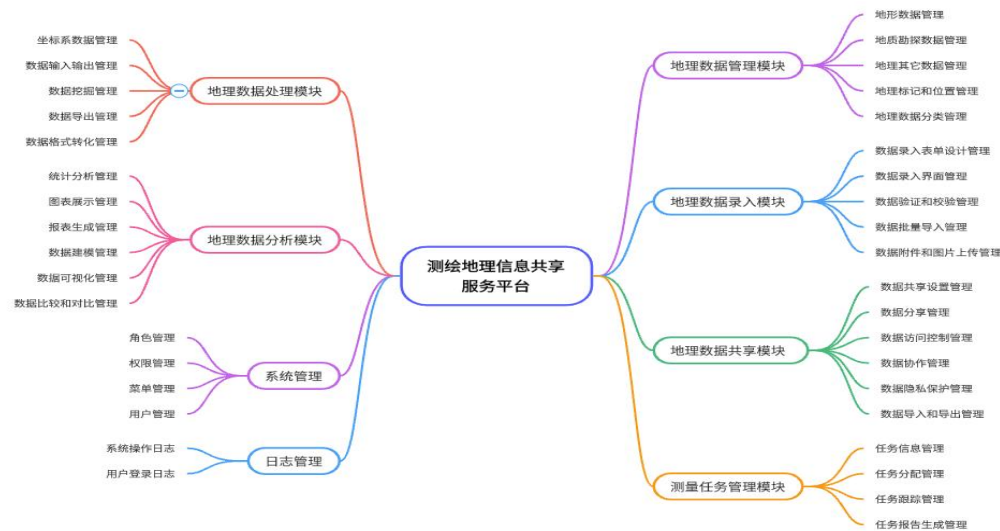 测绘地理信息共享
服务平台
地理数据处理模块
坐标系数据管理
数据输入输出管理
数据挖掘管理
数据导出管理
数据格式转化管理
地理数据分析模块
统计分析管理
图表展示管理
报表生成管理
数据建模管理
数据可视化管理
数据比较和对比管理
系统管理
角色管理
权限管理
菜单管理
用户管理
日志管理
系统操作日志
用户登录日志
地理数据管理模块
地形数据管理
地质勘探数据管理
地理其它数据管理
地理标记和位置管理
地理数据分类管理
地理数据录入模块
数据录入表单设计管理
数据录入界面管理
数据验证和校验管理
数据批量导入管理
数据附件和图片上传管理
地理数据共享模块
数据共享设置管理
数据分享管理
数据访问控制管理
数据协作管理
数据隐私保护管理
数据导入和导出管理
测量任务管理模块
任务信息管理
任务分配管理
任务跟踪管理
任务报告生成管理